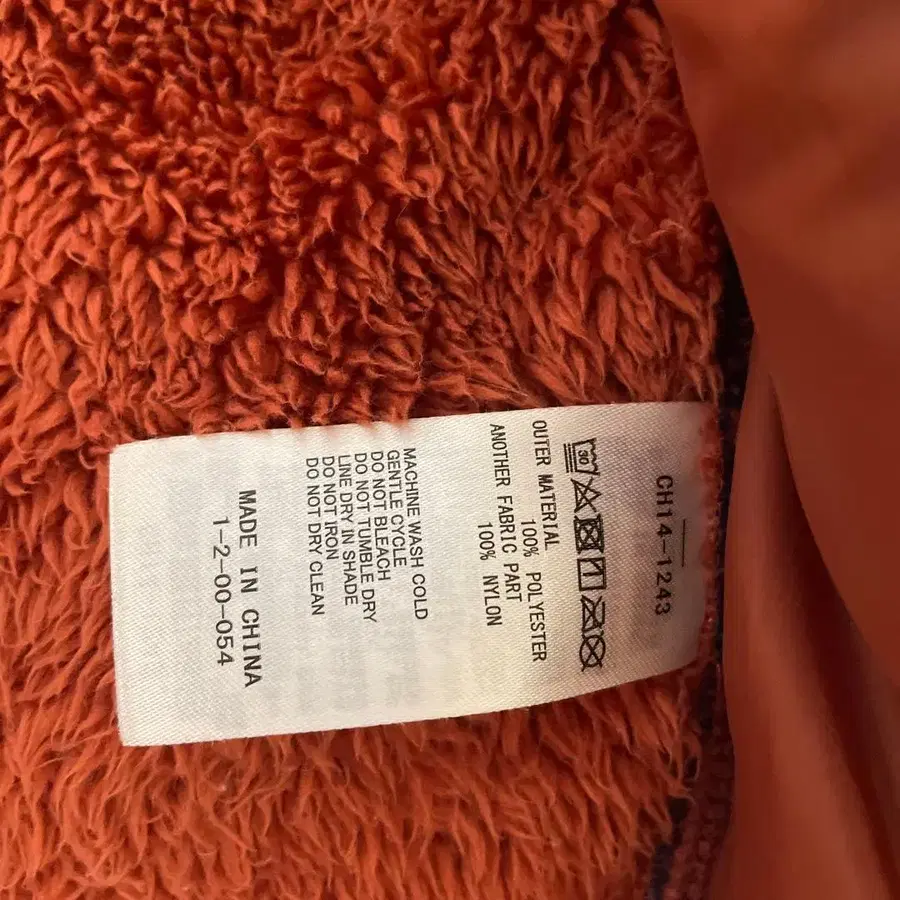 CH14-1243
30
OUTER MATERIAL
100% POLYESTER
ANOTHER FABRIC PART
100% NYLON
MACHINE WASH COLD
GENTLE CYCLE
DO NOT BLEACH
DO NOT TUMBLE DRY
LINE DRY IN SHADE
DO NOT IRON
DO NOT DRY CLEAN
MADE IN CHINA
1-2-00-054